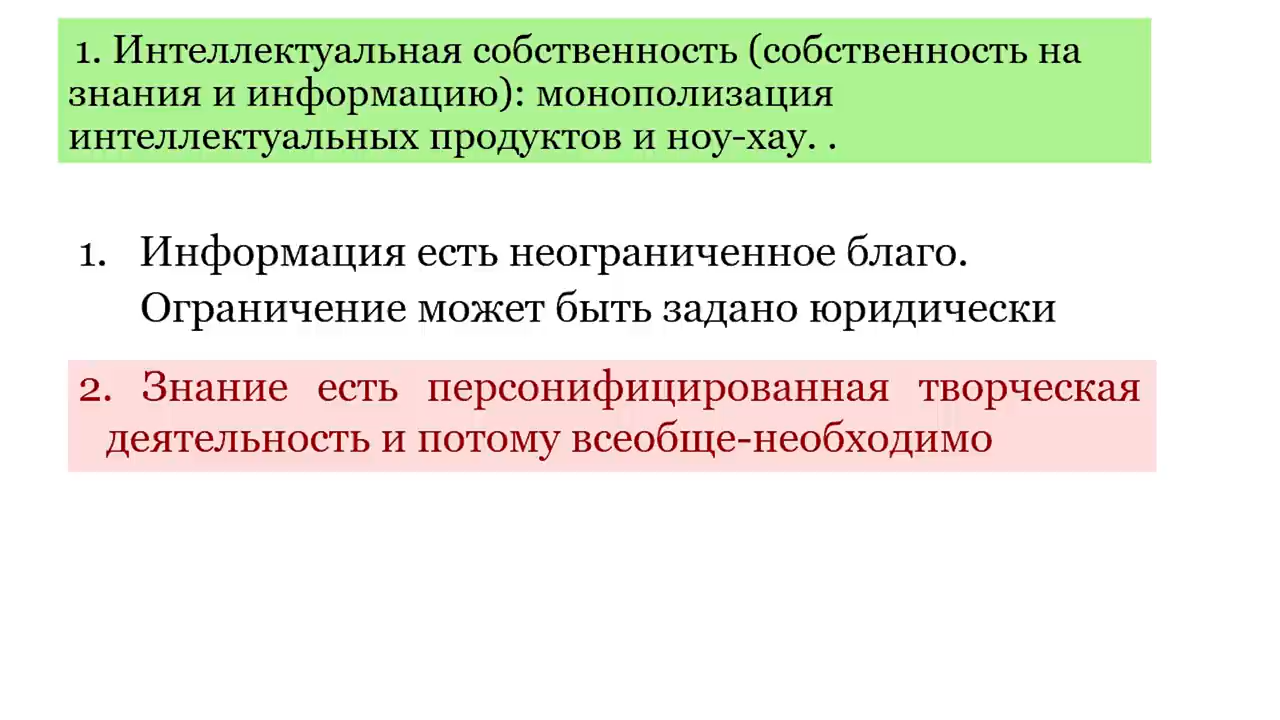 1. Интеллектуальная собственность (собственность на
знания и информацию): монополизация
интеллектуальных продуктов и ноу-хау. .
1. Информация есть неограниченное благо.
Ограничение может быть задано юридически
2. Знание есть персонифицированная творческая
деятельность и потому всеобще-необходимо